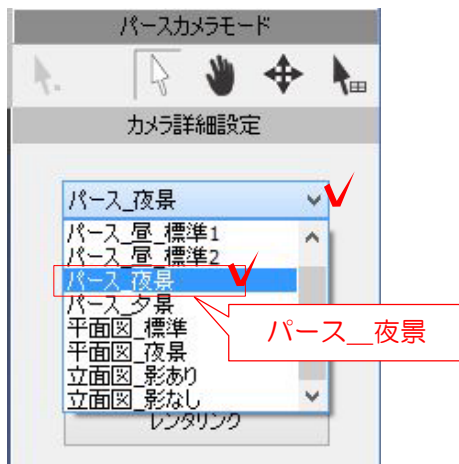 パースカメラモード
カメラ詳細設定
パース_夜景
パース_昼_標準1
パース_昼_標準2
パース_夜景
パース_夕景
平面図_標準
平面図_夜景
立面図_影あり
立面図_影なし
レンダリング
パース__夜景